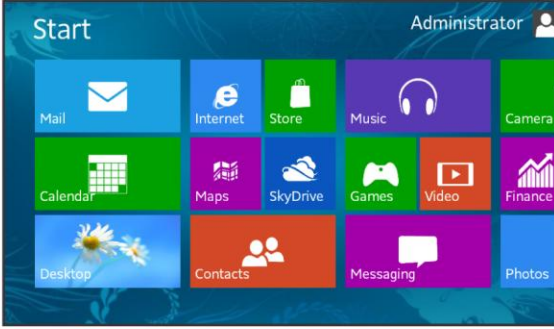 Start
Administrator
Mail
Internet
Store
Music
Camera
Calendar
Maps
SkyDrive
Games
Video
Finance
Desktop
Contacts
Messaging
Photos